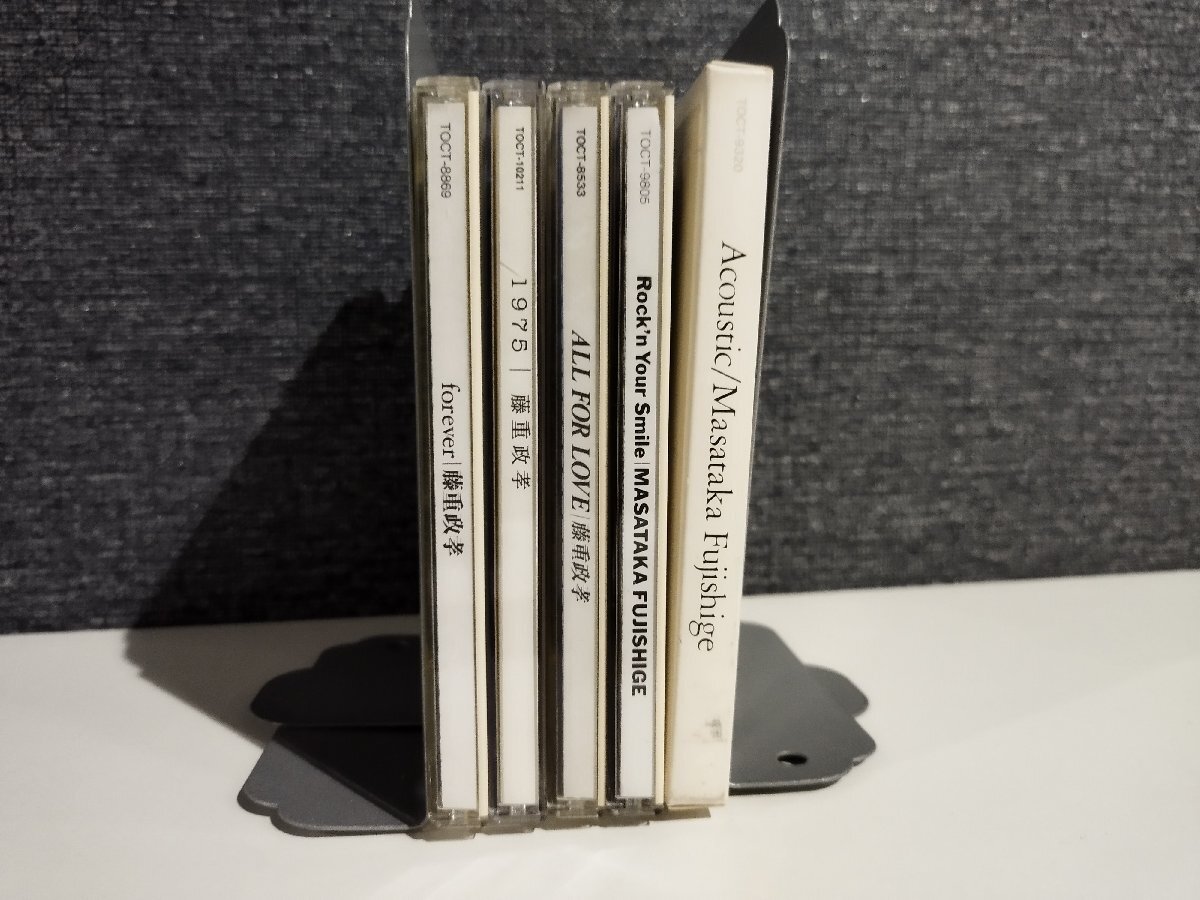 TOCT-8869
forever|藤重政孝
TOCT-10211
1975|藤重政孝
TOCT-8533
ALL FOR LOVE|藤重政孝
TOCT-9805
Rock'n Your Smile|MASATAKA FUJISHIGE
TOCT-9320
Acoustic/Masataka Fujishige